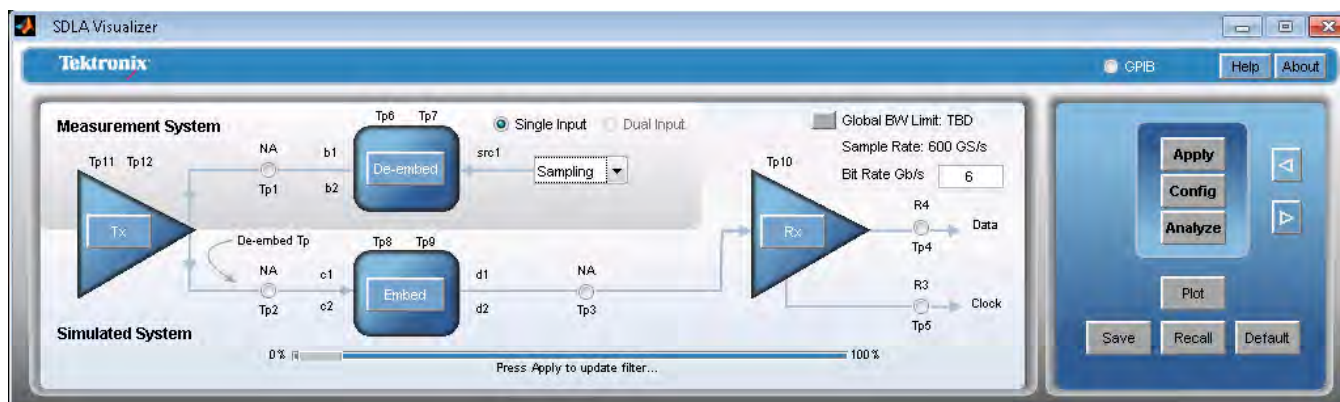 SDLA Visualizer
Tektronix
GPIB
Help
About
Measurement System
Tp6 Tp7
Single Input
Dual Input
Global BW Limit: TBD
Sample Rate: 600 GS/s
Bit Rate Gb/s 6
Tp11 Tp12
NA
b1
De-embed
src1
Sampling
Tp10
Tp1
b2
Tx
De-embed Tp
Tp8 Tp9
Rx
R4
Data
Tp4
NA
c1
Embed
d1
NA
R3
Clock
Tp2
c2
d2
Tp3
Tp5
Simulated System
0%
100%
Press Apply to update filter...
Apply
Config
Analyze
Plot
Save
Recall
Default